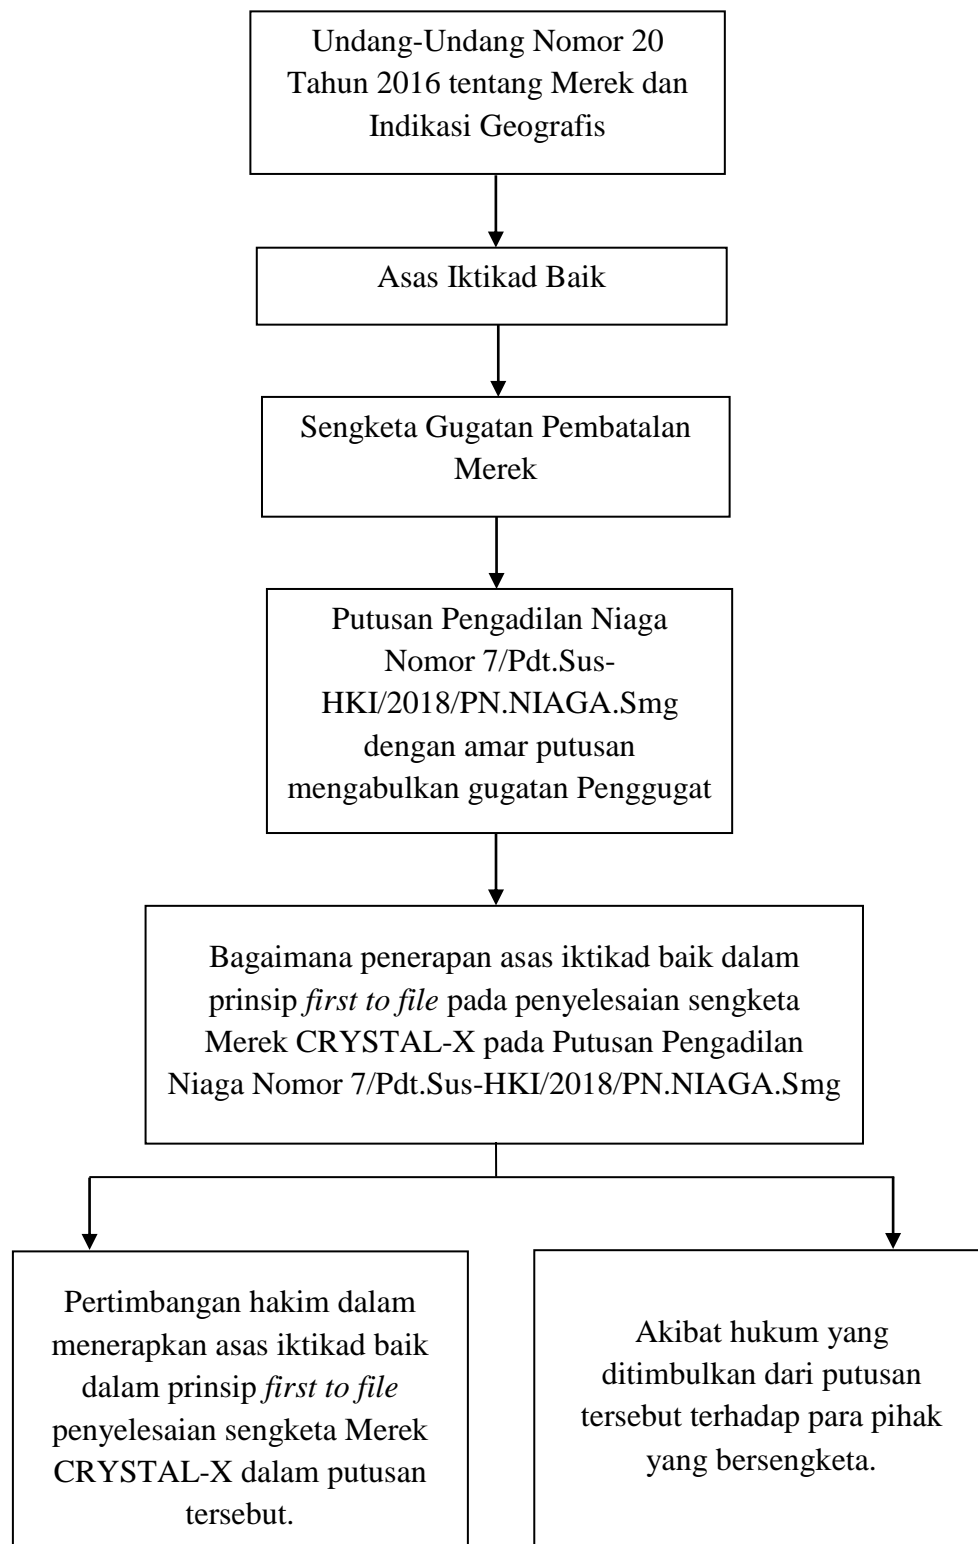 Undang-Undang Nomor 20
Tahun 2016 tentang Merek dan
Indikasi Geografis
Asas Iktikad Baik
Sengketa Gugatan Pembatalan
Merek
Putusan Pengadilan Niaga
Nomor 7/Pdt.Sus-
HKI/2018/PN.NIAGA.Smg
dengan amar putusan
mengabulkan gugatan Penggugat
Bagaimana penerapan asas iktikad baik dalam
prinsip first to file pada penyelesaian sengketa
Merek CRYSTAL-X pada Putusan Pengadilan
Niaga Nomor 7/Pdt.Sus-HKI/2018/PN.NIAGA.Smg
Pertimbangan hakim dalam
menerapkan asas iktikad baik
dalam prinsip first to file
penyelesaian sengketa Merek
CRYSTAL-X dalam putusan
tersebut.
Akibat hukum yang
ditimbulkan dari putusan
tersebut terhadap para pihak
yang bersengketa.